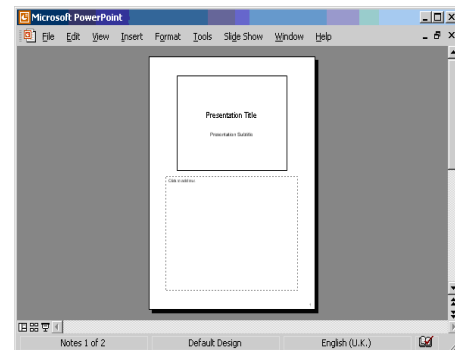 Microsoft PowerPoint
File Edit View Insert Format Tools Slide Show Window Help
Presentation Title
Presentation Subtitle
Click to add text
Notes 1 of 2 Default Design English (U.K.)